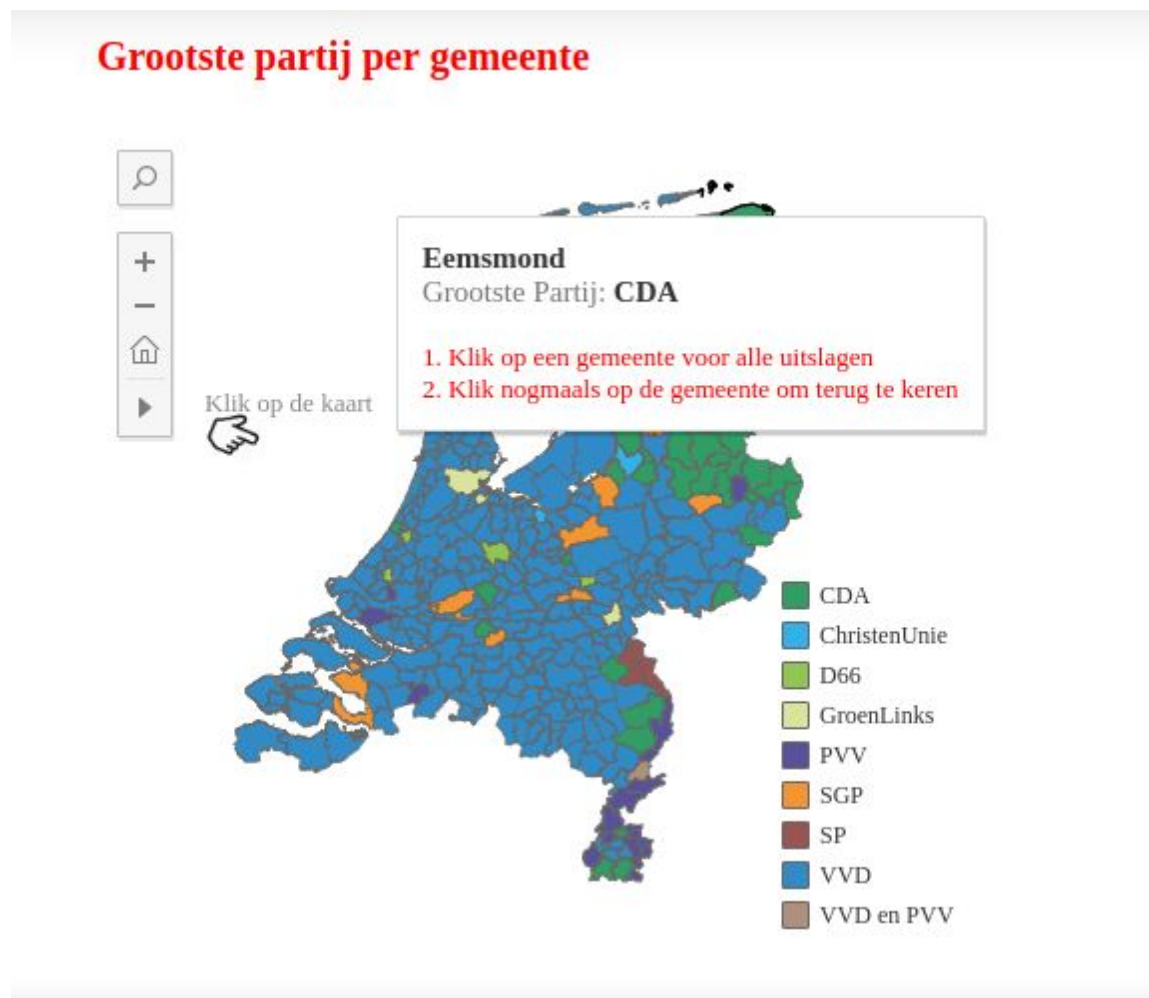 Grootste partij per gemeente
Eemsmond
Grootste Partij: CDA
1. Klik op een gemeente voor alle uitslagen
2. Klik nogmaals op de gemeente om terug te keren
Klik op de kaart
CDA
ChristenUnie
D66
GroenLinks
PVV
SGP
SP
VVD
VVD en PVV